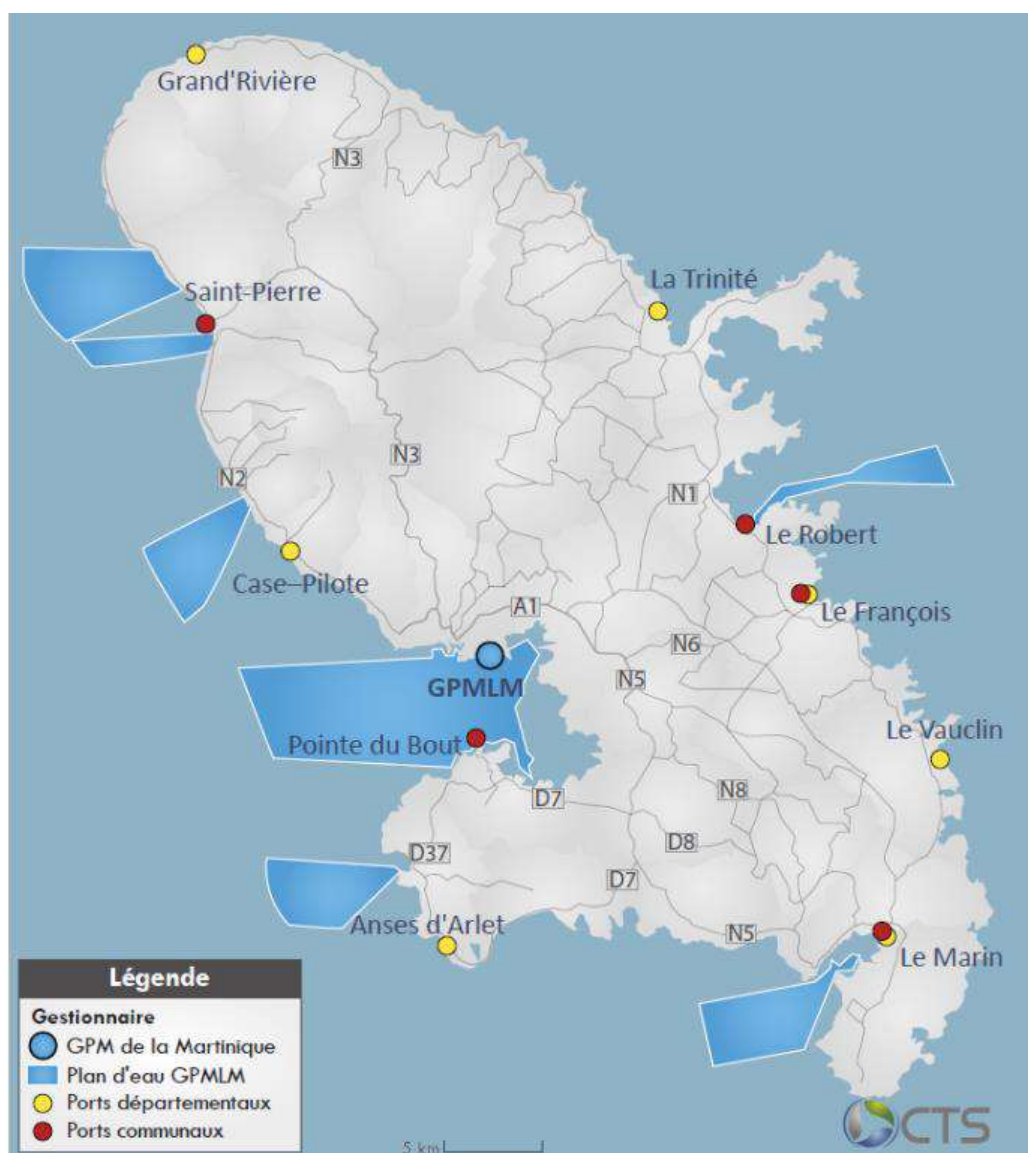 Grand'Rivière
N3
La Trinité
Saint-Pierre
N3
N2
N1
Le Robert
Case–Pilote
A1
Le François
N6
GPMLM
N5
Le Vauclin
Pointe du Bout
N8
D7
D8
D37
D7
Anses d'Arlet
N5
Le Marin
Légende
Gestionnaire
GPM de la Martinique
Plan d'eau GPMLM
Ports départementaux
Ports communaux
5 km
CTS